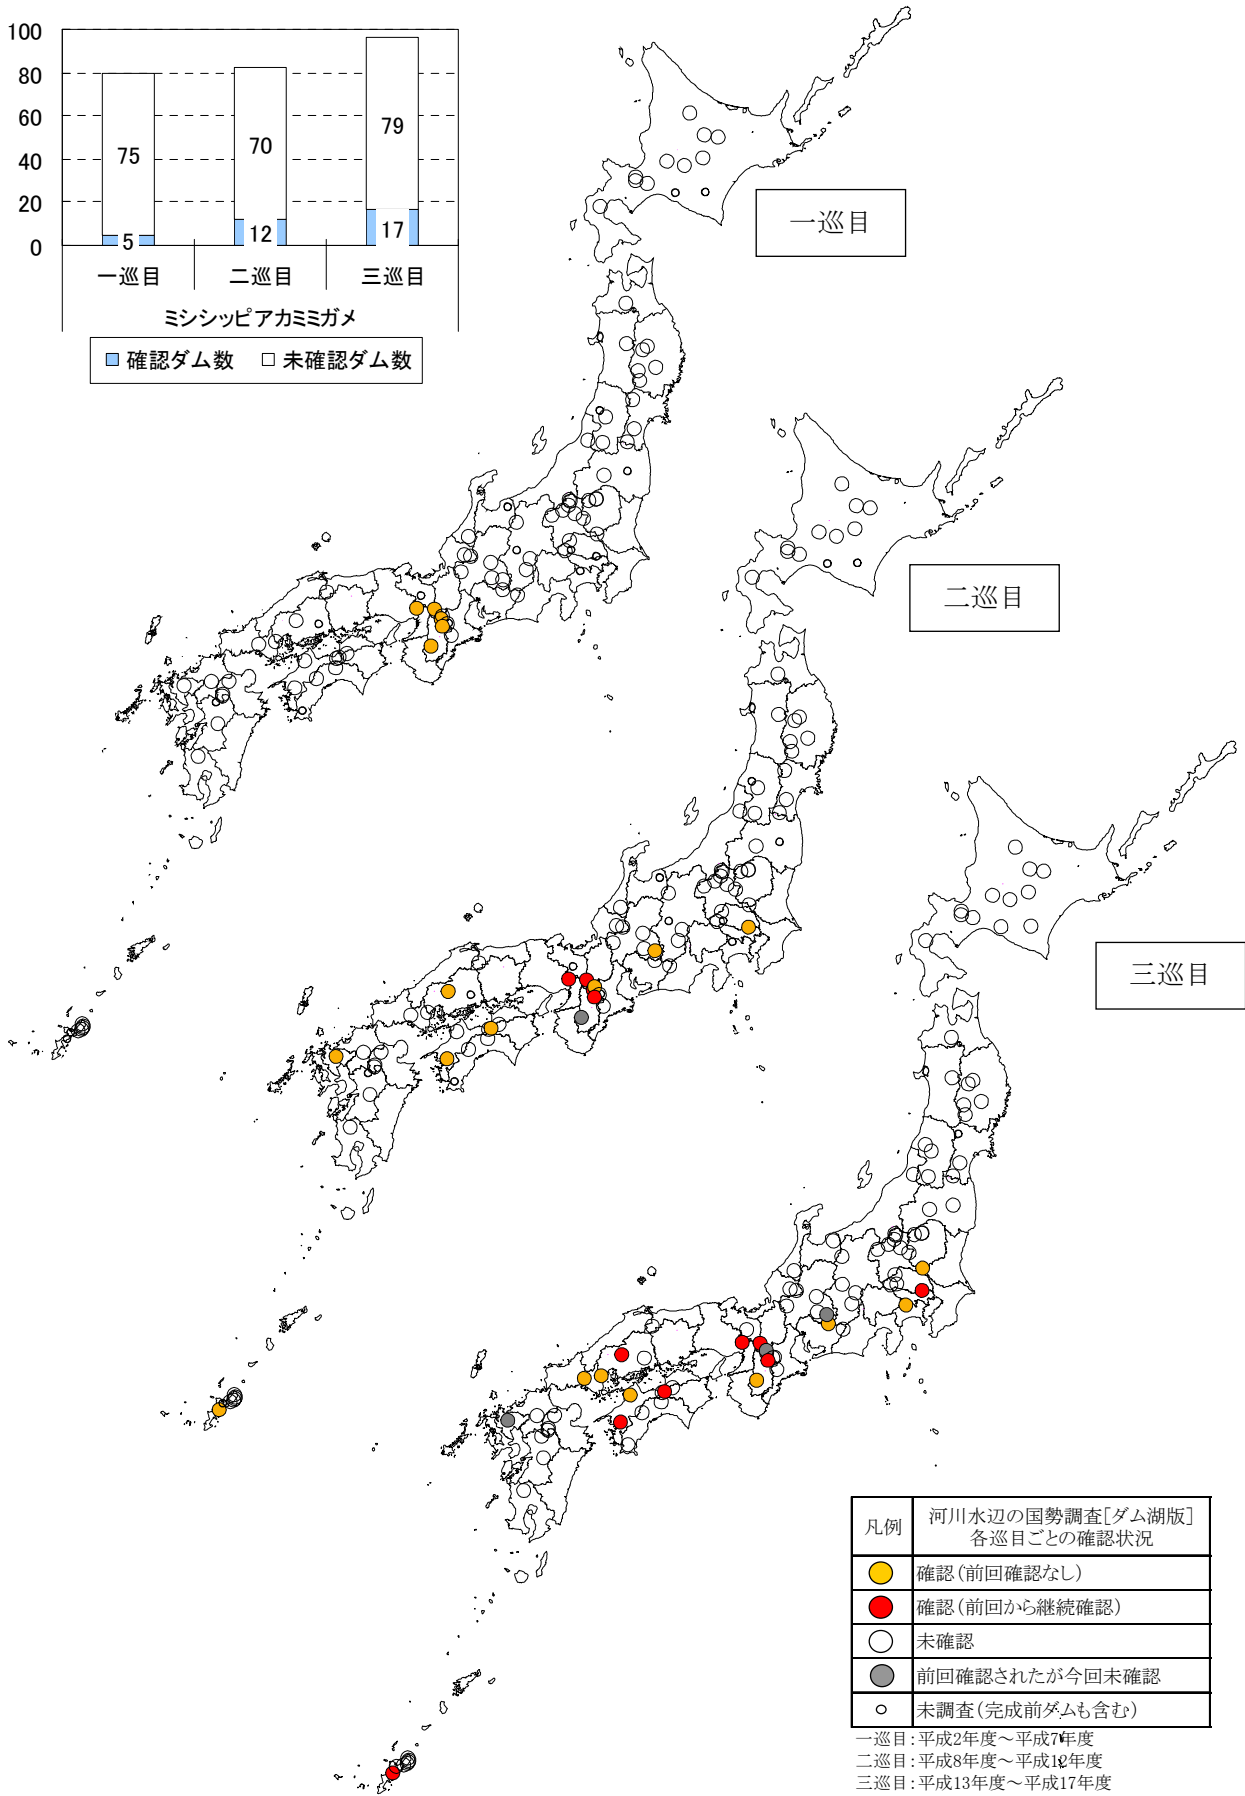 100
80
60
40
20
0
75
70
79
5
12
17
一巡目
二巡目
三巡目
ミシシッピアカミミガメ
確認ダム数
未確認ダム数
一巡目
二巡目
三巡目
凡例
河川水辺の国勢調査[ダム湖版]
各巡目ごとの確認状況
確認(前回確認なし)
確認(前回から継続確認)
未確認
前回確認されたが今回未確認
未調査(完成前ダムも含む)
一巡目:平成2年度～平成7年度
二巡目:平成8年度～平成12年度
三巡目:平成13年度～平成17年度